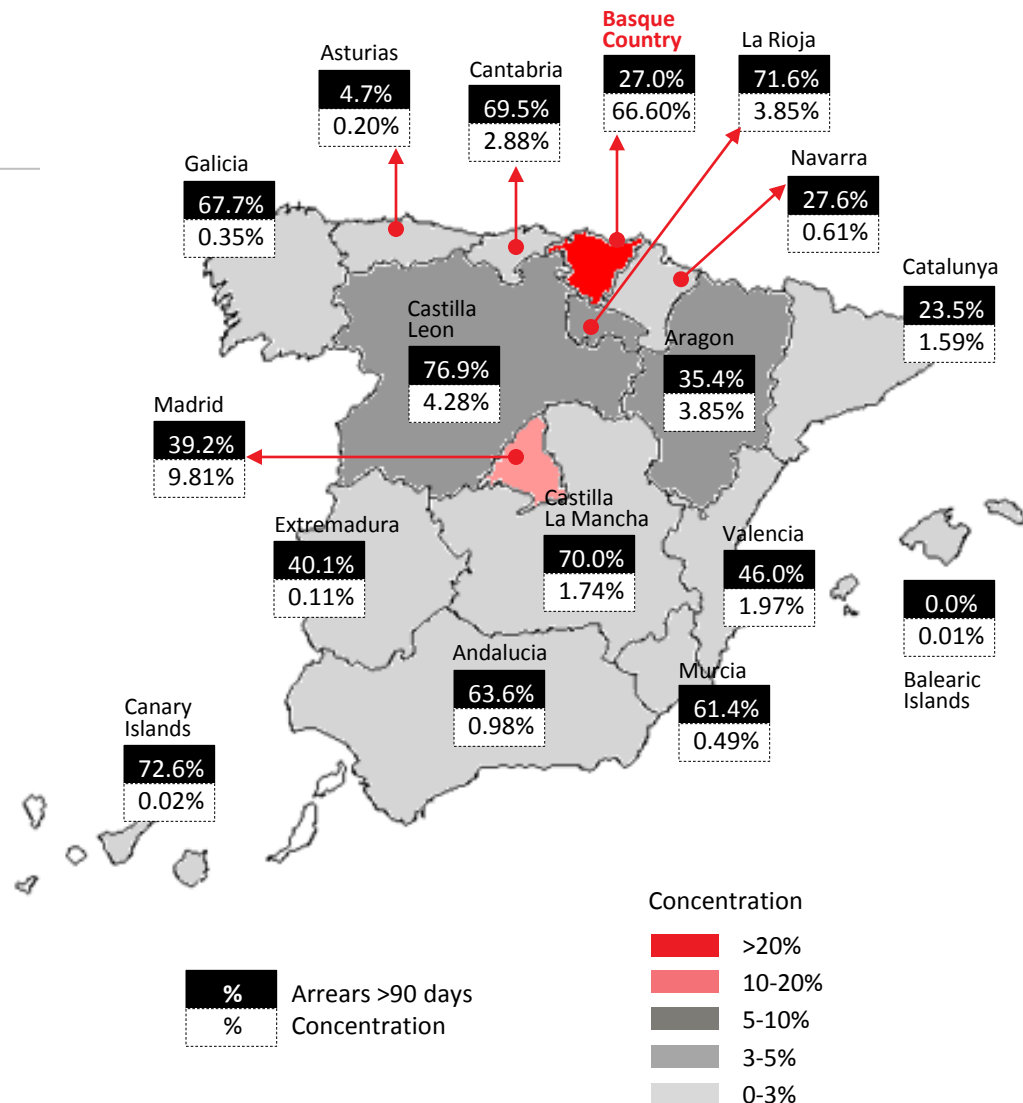 Basque
Country
27.0%
66.60%
La Rioja
71.6%
3.85%
Asturias
4.7%
0.20%
Cantabria
69.5%
2.88%
Navarra
27.6%
0.61%
Galicia
67.7%
0.35%
Catalunya
23.5%
1.59%
Castilla
Leon
76.9%
4.28%
Aragon
35.4%
3.85%
Madrid
39.2%
9.81%
Castilla
La Mancha
70.0%
1.74%
Extremadura
40.1%
0.11%
Valencia
46.0%
1.97%
0.0%
0.01%
Balearic
Islands
Andalucia
63.6%
0.98%
Murcia
61.4%
0.49%
Canary
Islands
72.6%
0.02%
Concentration
>20%
10-20%
5-10%
3-5%
0-3%
% Arrears >90 days
% Concentration